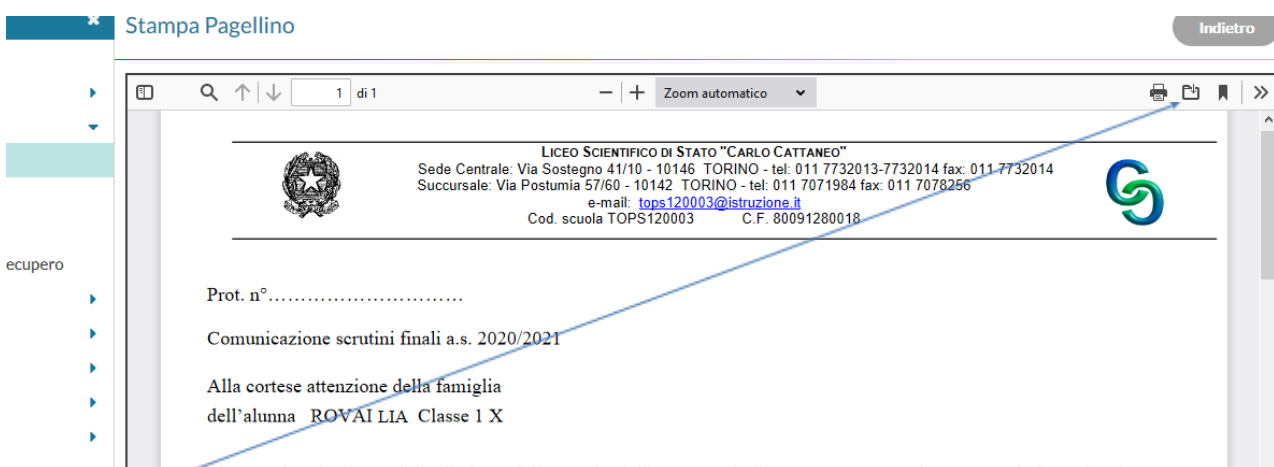 Stampa Pagellino
Indietro
1 di 1
Zoom automatico
LICEO SCIENTIFICO DI STATO "CARLO CATTANEO"
Sede Centrale: Via Sostegno 41/10 - 10146 TORINO - tel: 011 7732013-7732014 fax: 011 7732014
Succursale: Via Postumia 57/60 - 10142 TORINO - tel: 011 7071984 fax: 011 7078256
e-mail: tops120003@istruzione.it
Cod. scuola TOPS120003 C.F. 80091280018
ecupero
Prot. n°……………………………
Comunicazione scrutini finali a.s. 2020/2021
Alla cortese attenzione della famiglia
dell’alunna ROVAI LIA Classe 1 X